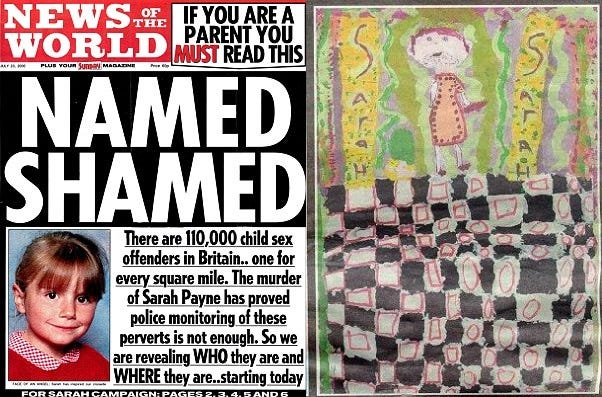 NEWS OF THE
WORLD
IF YOU ARE A
PARENT YOU
MUST READ THIS
JULY 23, 2000 PLUS YOUR Sunday MAGAZINE Price 60p
NAMED
SHAMED
There are 110,000 child sex
offenders in Britain.. one for
every square mile. The murder
of Sarah Payne has proved
police monitoring of these
perverts is not enough. So we
are revealing WHO they are and
WHERE they are..starting today
FACE OF AN ANGEL: Sarah has inspired our crusade
FOR SARAH CAMPAIGN: PAGES 2, 3, 4, 5 AND 6
Sarah
Sarah